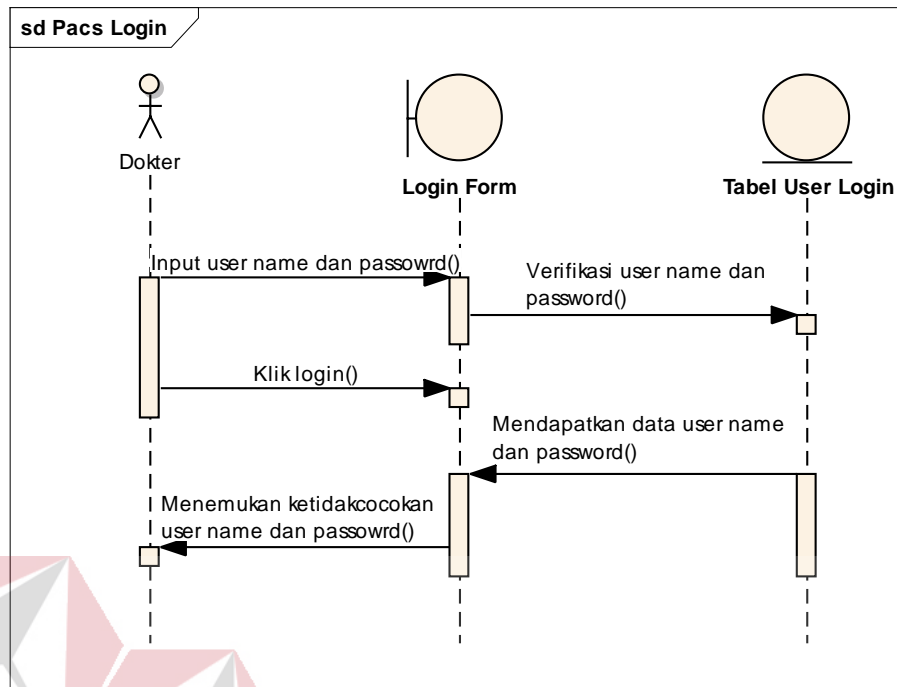 sd Pacs Login
Dokter
Login Form
Tabel User Login
Input user name dan passowrd()
Verifikasi user name dan
password()
Klik login()
Mendapatkan data user name
dan password()
Menemukan ketidakcocokan
user name dan passowrd()